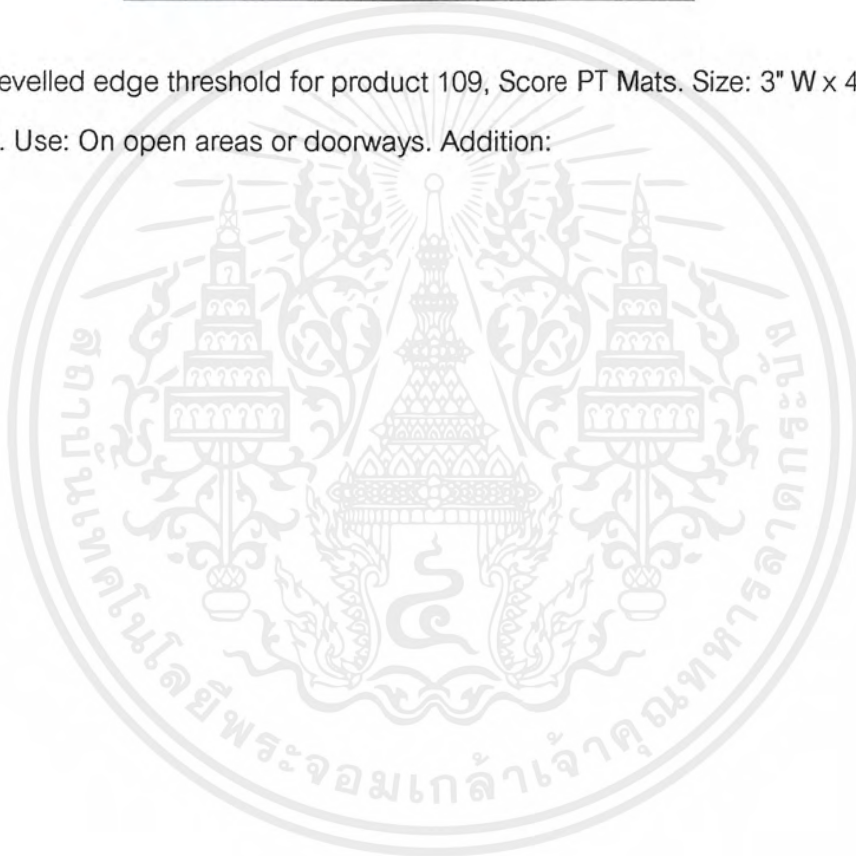 evelled edge threshold for product 109, Score PT Mats. Size: 3" W x 4
. Use: On open areas or doorways. Addition:
สถาบันเทคโนโลยีพระจอมเกล้าเจ้าคุณทหารลาดกระบัง